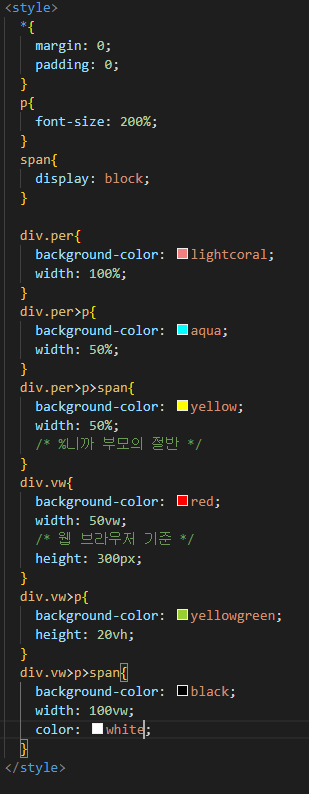 <style>
*{
margin: 0;
padding: 0;
}
p{
font-size: 200%;
}
span{
display: block;
}
div.per{
background-color: lightcoral;
width: 100%;
}
div.per>p{
background-color: aqua;
width: 50%;
}
div.per>p>span{
background-color: yellow;
width: 50%;
/* %니까 부모의 절반 */
}
div.vw{
background-color: red;
width: 50vw;
/* 웹 브라우저 기준 */
height: 300px;
}
div.vw>p{
background-color: yellowgreen;
height: 20vh;
}
div.vw>p>span{
background-color: black;
width: 100vw;
color: white;
}
</style>